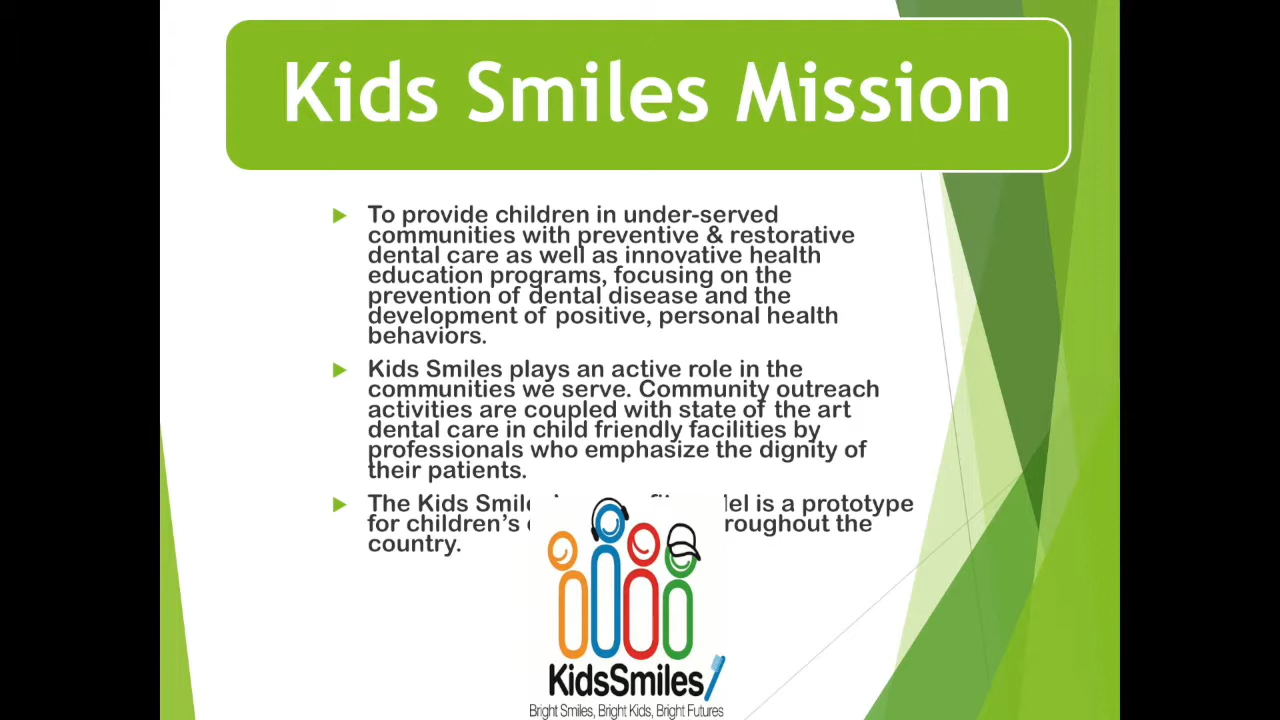 Kids Smiles Mission
To provide children in under-served
communities with preventive & restorative
dental care as well as innovative health
education programs, focusing on the
prevention of dental disease and the
development of positive, personal health
behaviors.
Kids Smiles plays an active role in the
communities we serve. Community outreach
activities are coupled with state of the art
dental care in child friendly facilities by
professionals who emphasize the dignity of
their patients.
The Kids is a prototype
for children's the
country.
KidsSmiles
Bright Smiles, Bright Kids, Bright Futures